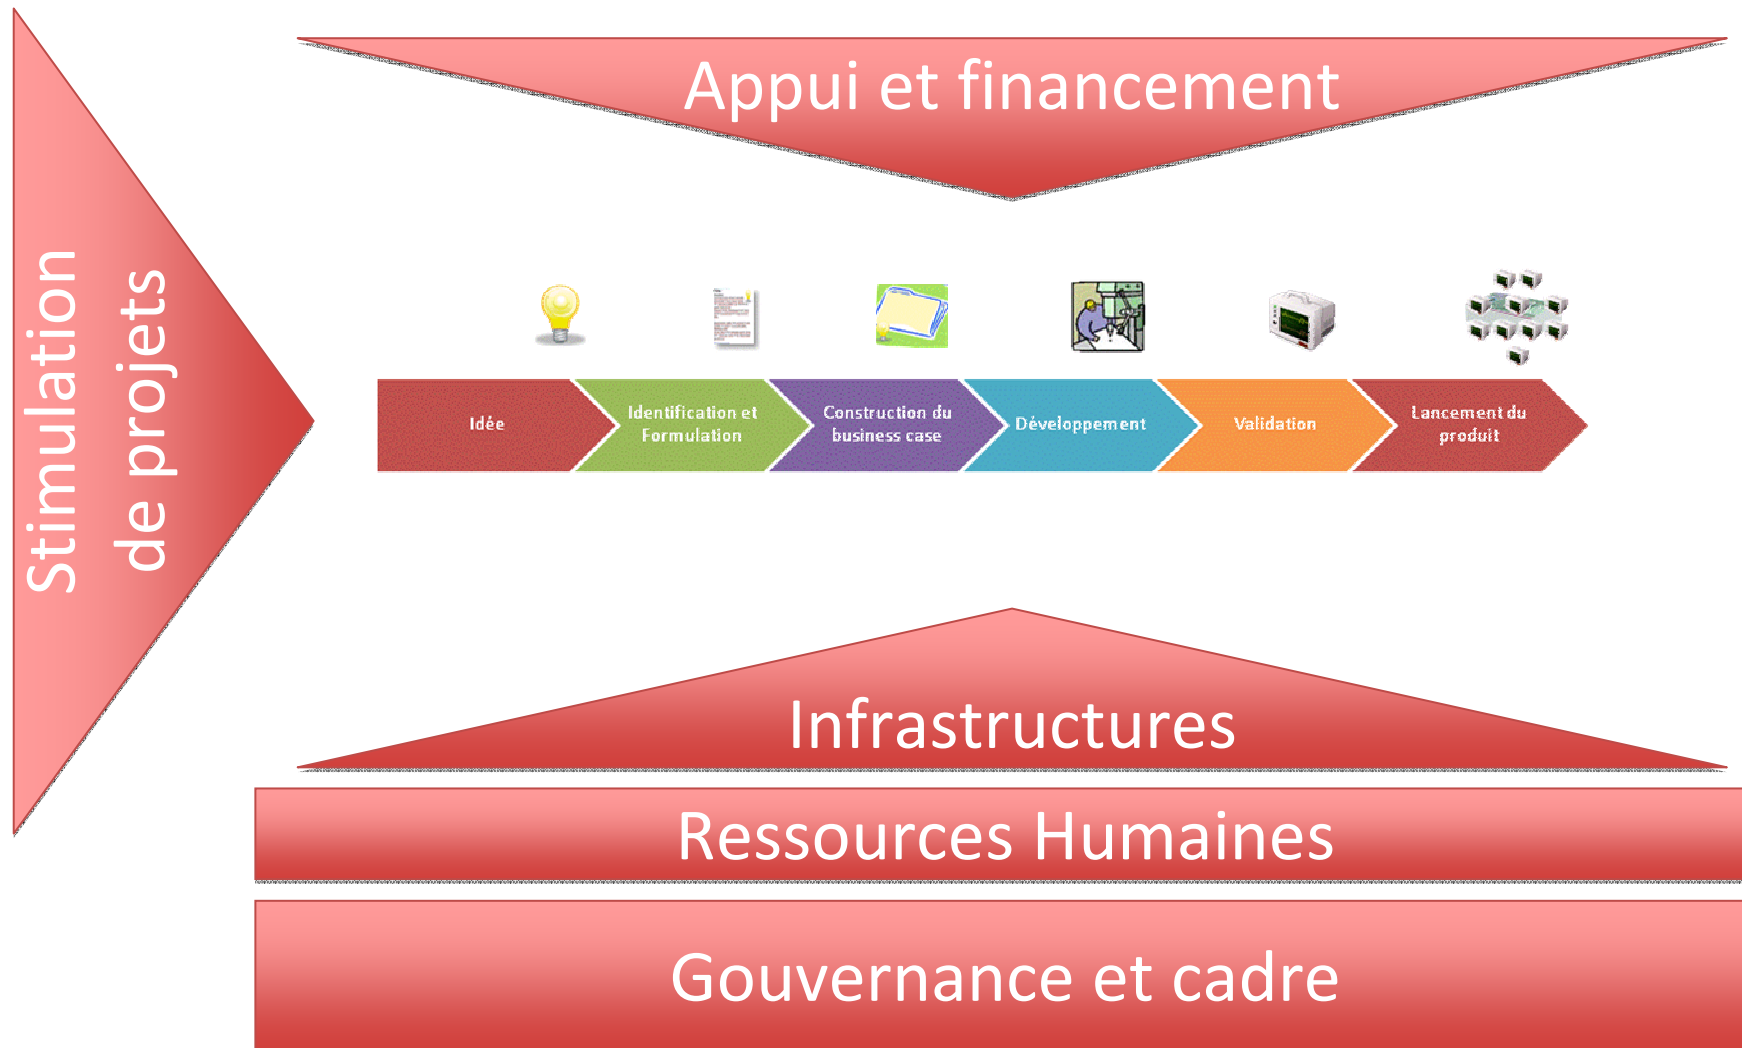 Appui et financement
Stimulation
de projets
Idée
Identification et
Formulation
Construction du
business case
Développement
Validation
Lancement du
produit
Infrastructures
Ressources Humaines
Gouvernance et cadre